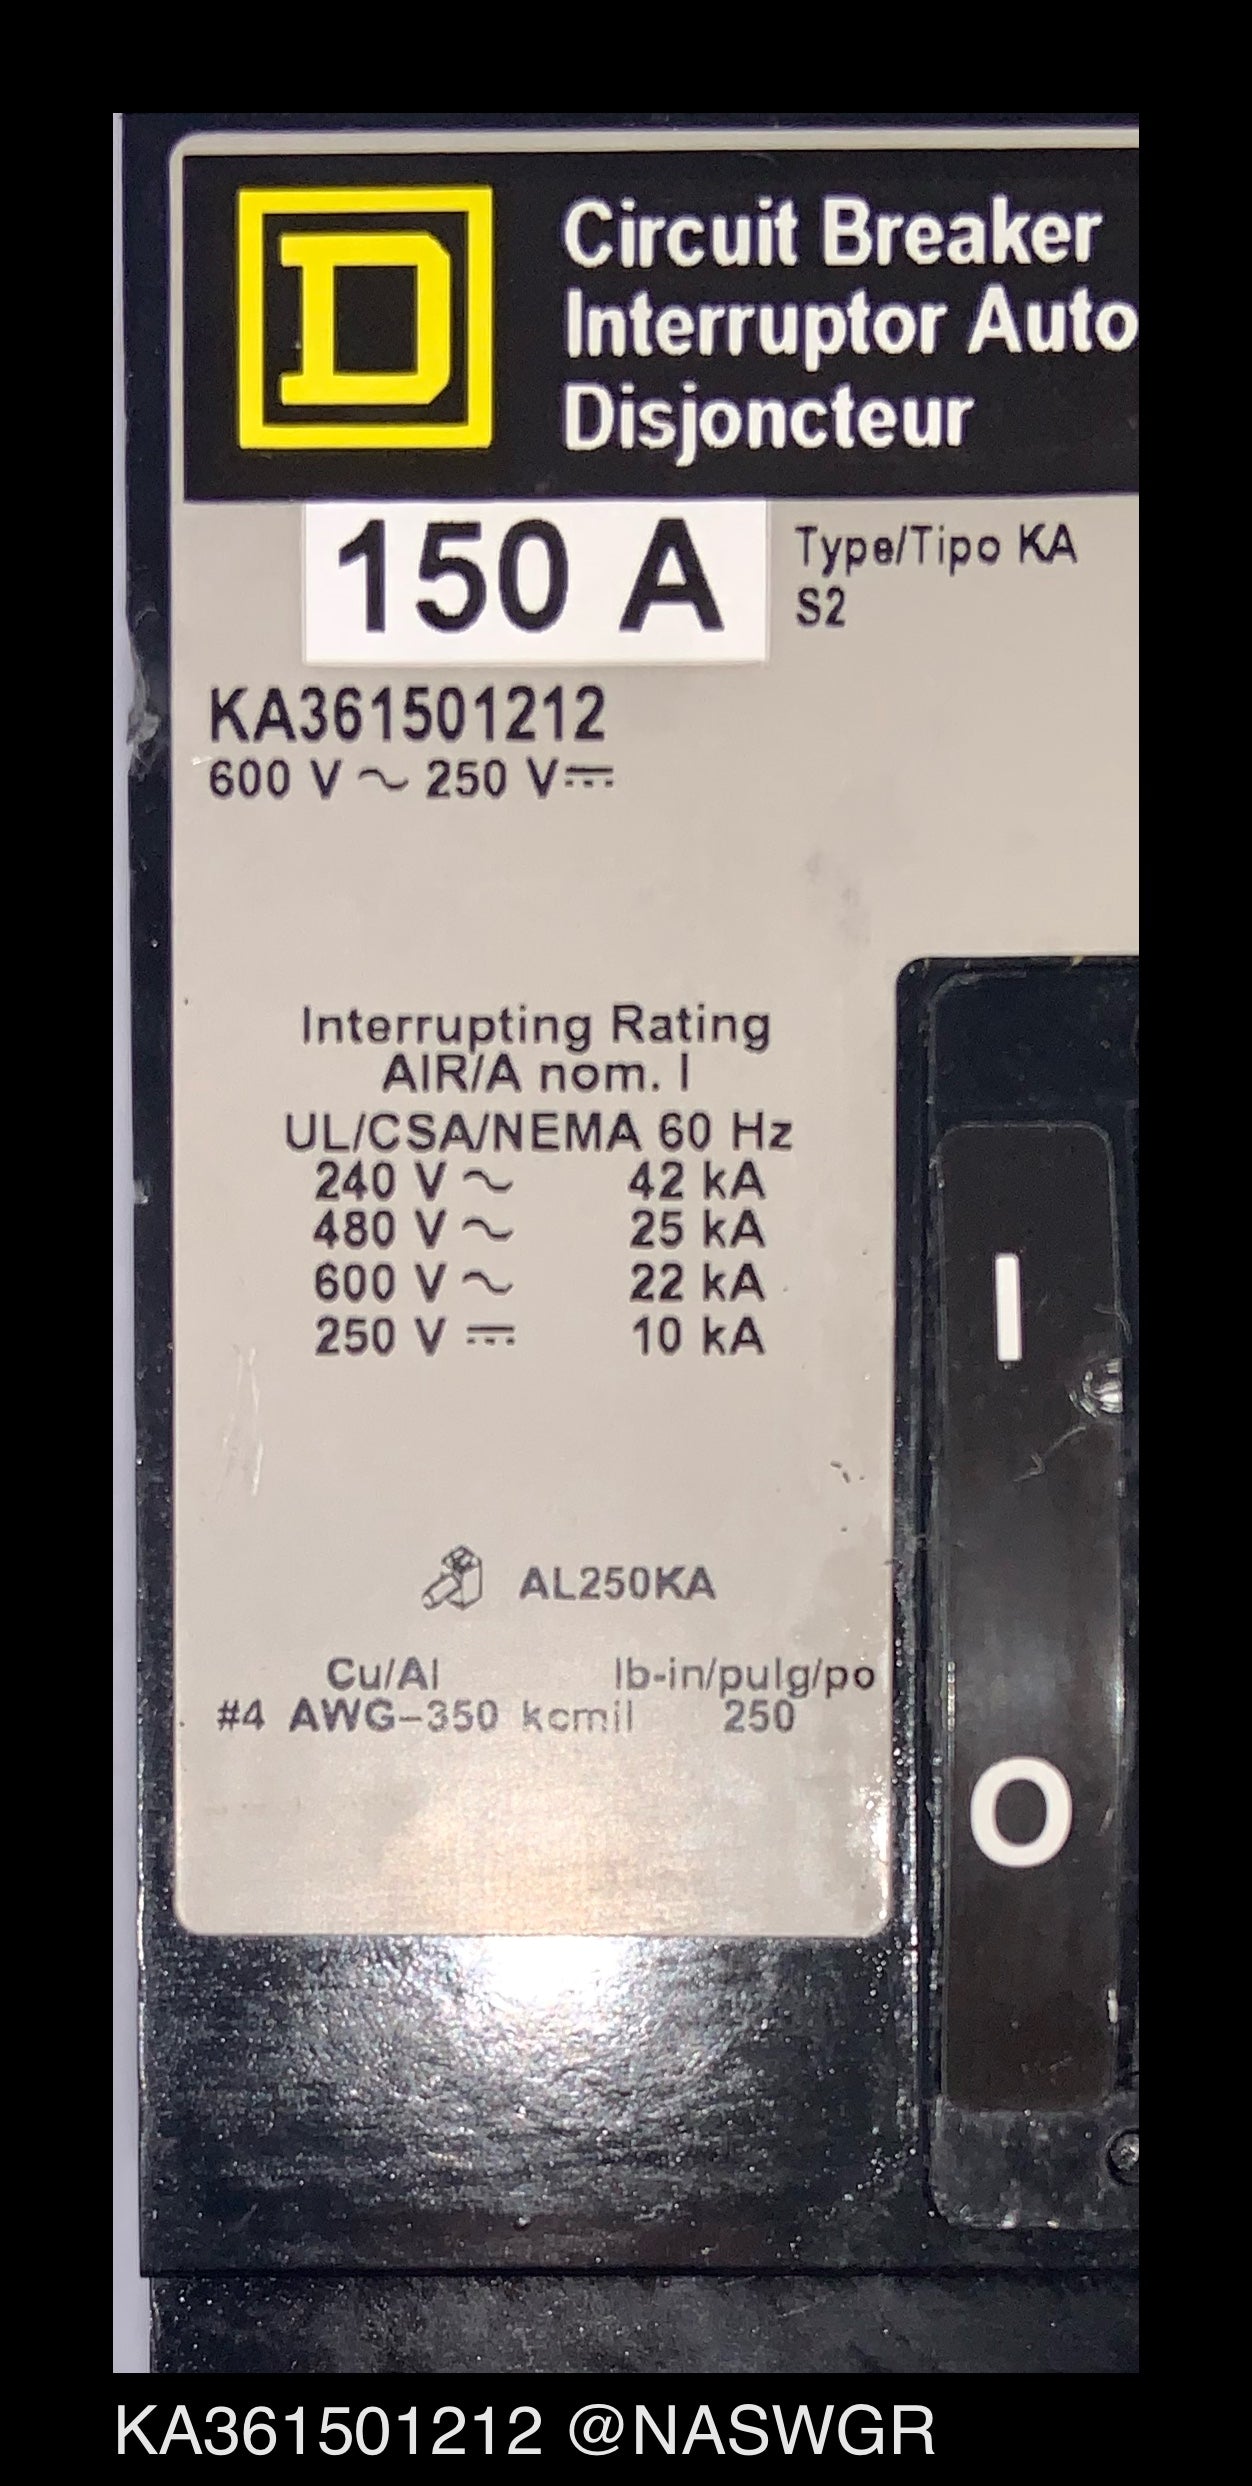 D
Circuit Breaker
Interruptor Auto
Disjoncteur
150 A
Type/Tipo KA
S2
KA361501212
600 V ~ 250 V⎓
Interrupting Rating
AIR/A nom. I
UL/CSA/NEMA 60 Hz
240 V ~ 42 kA
480 V ~ 25 kA
600 V ~ 22 kA
250 V ⎓ 10 kA
AL250KA
Cu/Al lb-in/pulg/po
#4 AWG–350 kcmil 250
I
O
KA361501212 @NASWGR